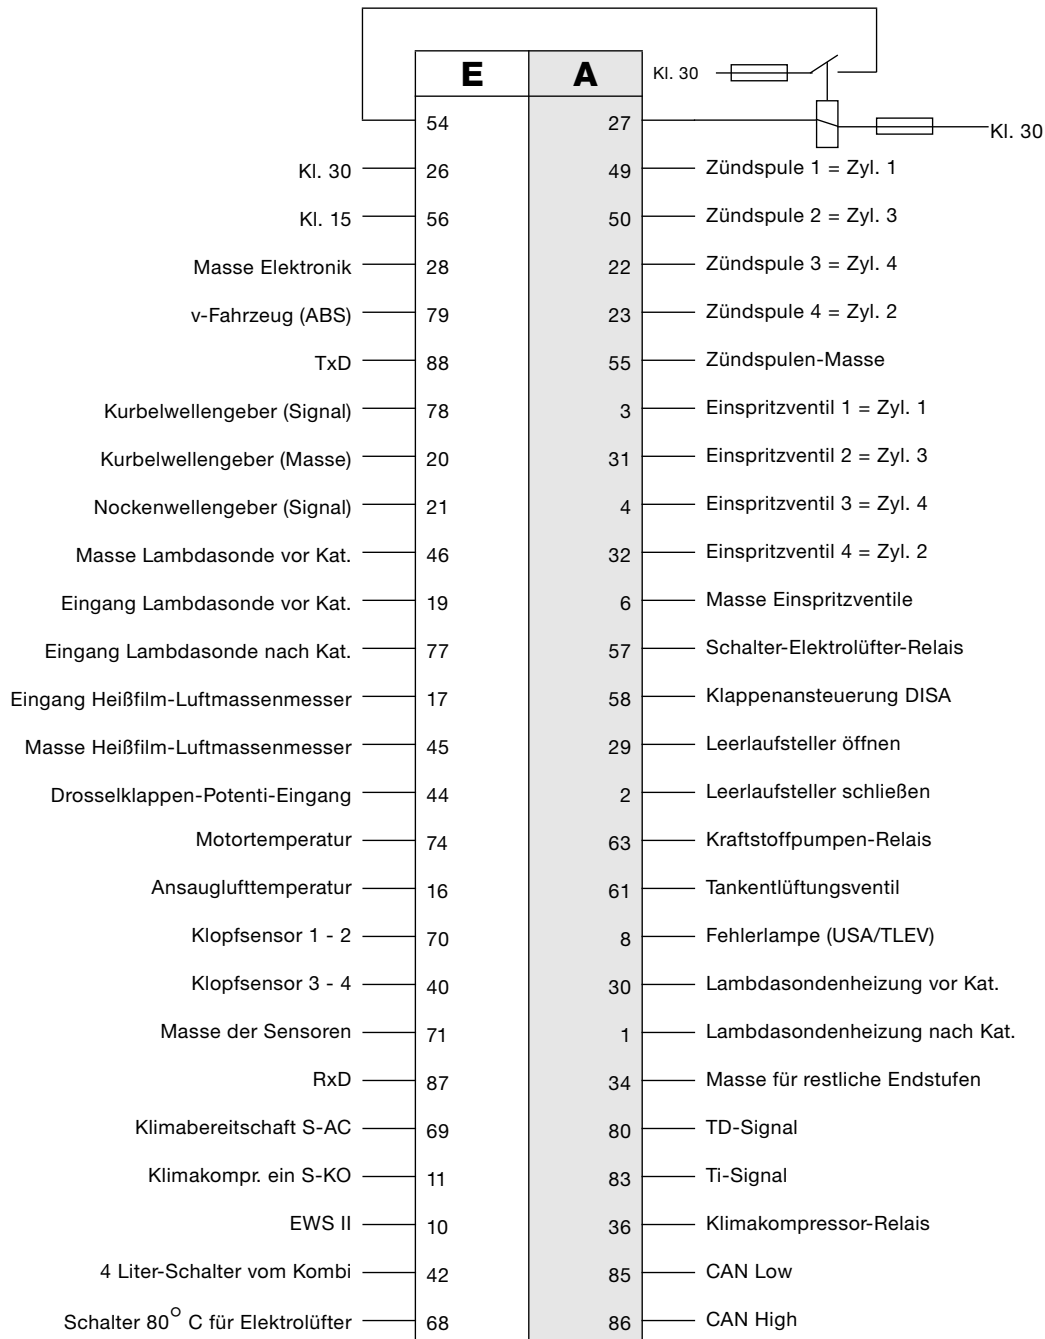 E A Kl. 30
54 27 Kl. 30
Kl. 30 26 49 Zündspule 1 = Zyl. 1
Kl. 15 56 50 Zündspule 2 = Zyl. 3
Masse Elektronik 28 22 Zündspule 3 = Zyl. 4
v-Fahrzeug (ABS) 79 23 Zündspule 4 = Zyl. 2
TxD 88 55 Zündspulen-Masse
Kurbelwellengeber (Signal) 78 3 Einspritzventil 1 = Zyl. 1
Kurbelwellengeber (Masse) 20 31 Einspritzventil 2 = Zyl. 3
Nockenwellengeber (Signal) 21 4 Einspritzventil 3 = Zyl. 4
Masse Lambdasonde vor Kat. 46 32 Einspritzventil 4 = Zyl. 2
Eingang Lambdasonde vor Kat. 19 6 Masse Einspritzventile
Eingang Lambdasonde nach Kat. 77 57 Schalter-Elektrolüfter-Relais
Eingang Heißfilm-Luftmassenmesser 17 58 Klappenansteuerung DISA
Masse Heißfilm-Luftmassenmesser 45 29 Leerlaufsteller öffnen
Drosselklappen-Potenti-Eingang 44 2 Leerlaufsteller schließen
Motortemperatur 74 63 Kraftstoffpumpen-Relais
Ansauglufttemperatur 16 61 Tankentlüftungsventil
Klopfsensor 1 - 2 70 8 Fehlerlampe (USA/TLEV)
Klopfsensor 3 - 4 40 30 Lambdasondenheizung vor Kat.
Masse der Sensoren 71 1 Lambdasondenheizung nach Kat.
RxD 87 34 Masse für restliche Endstufen
Klimabereitschaft S-AC 69 80 TD-Signal
Klimakompr. ein S-KO 11 83 Ti-Signal
EWS II 10 36 Klimakompressor-Relais
4 Liter-Schalter vom Kombi 42 85 CAN Low
Schalter 80° C für Elektrolüfter 68 86 CAN High